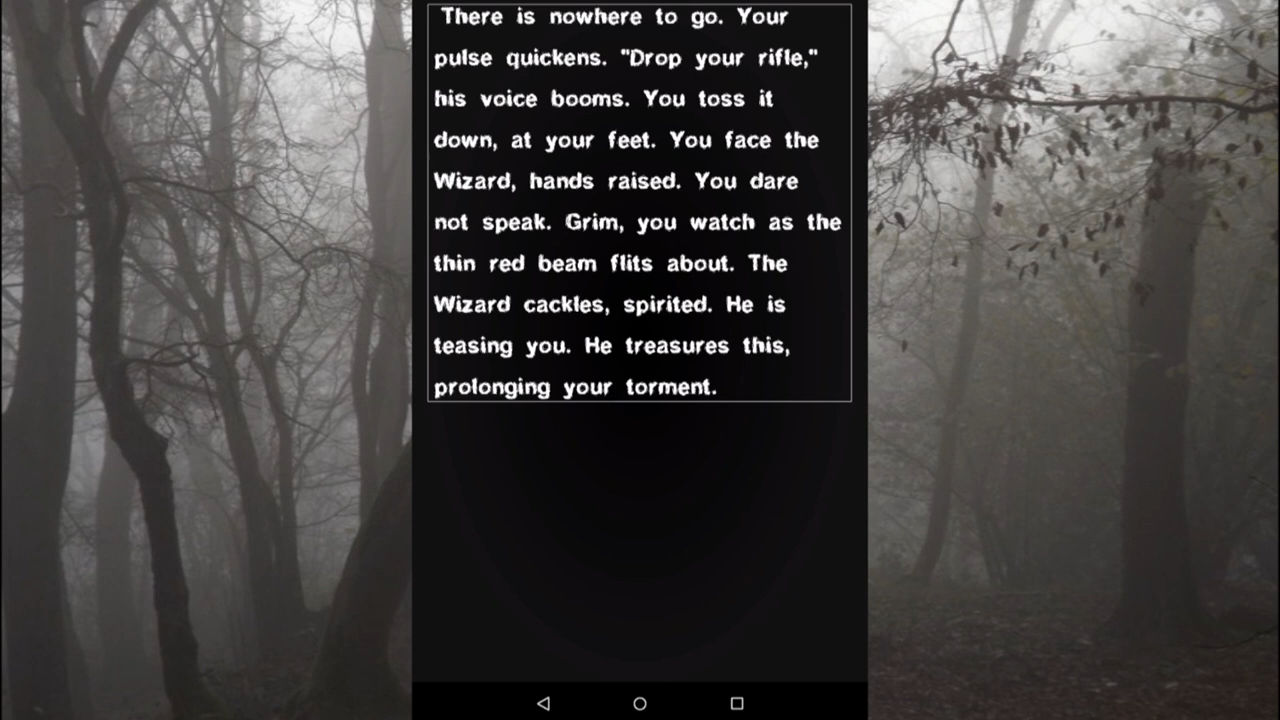 There is nowhere to go. Your
pulse quickens. "Drop your rifle,"
his voice booms. You toss it
down, at your feet. You face the
Wizard, hands raised. You dare
not speak. Grim, you watch as the
thin red beam flits about. The
Wizard cackles, spirited. He is
teasing you. He treasures this,
prolonging your torment.